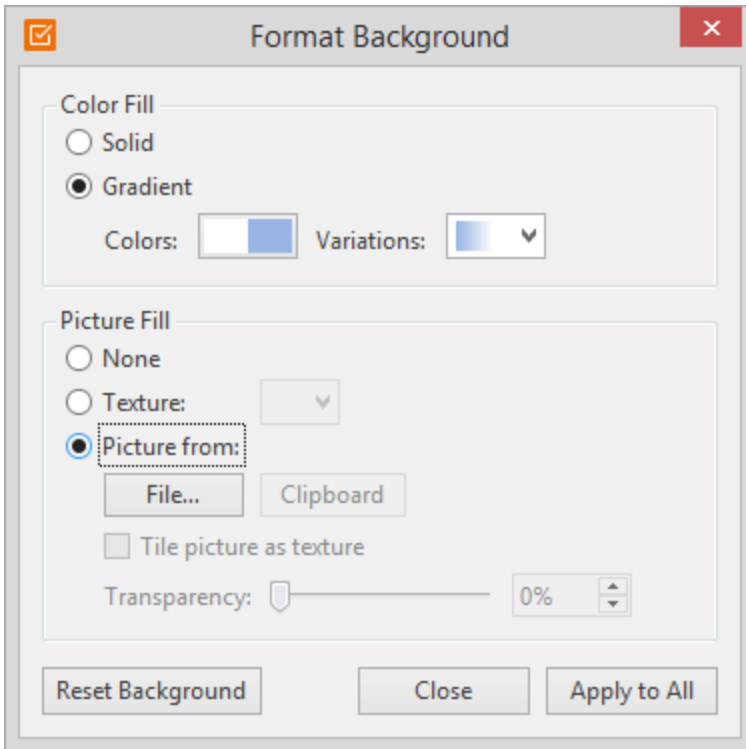 Format Background
Color Fill
Solid
Gradient
Colors: Variations:
Picture Fill
None
Texture:
Picture from:
File... Clipboard
Tile picture as texture
Transparency: 0%
Reset Background Close Apply to All